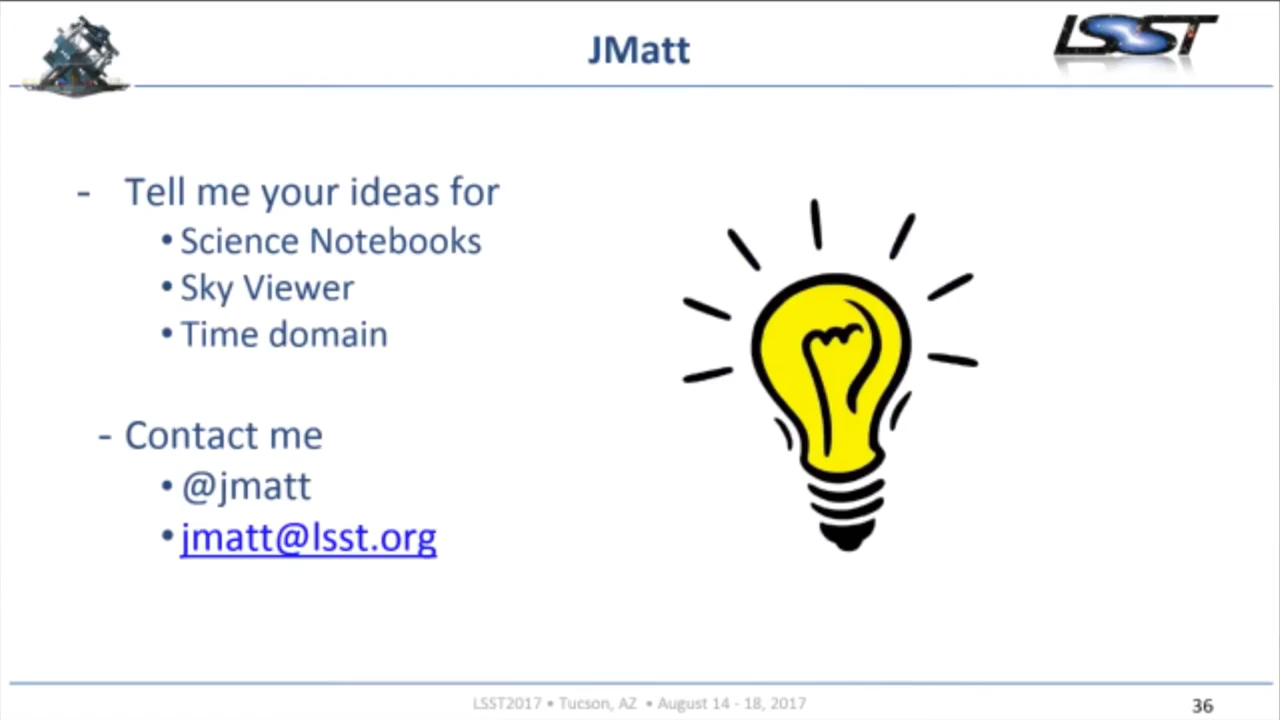 JMatt
LSST
- Tell me your ideas for
• Science Notebooks
• Sky Viewer
• Time domain
- Contact me
• @jmatt
• jmatt@lsst.org
LSST2017 • Tucson, AZ • August 14 - 18, 2017
36